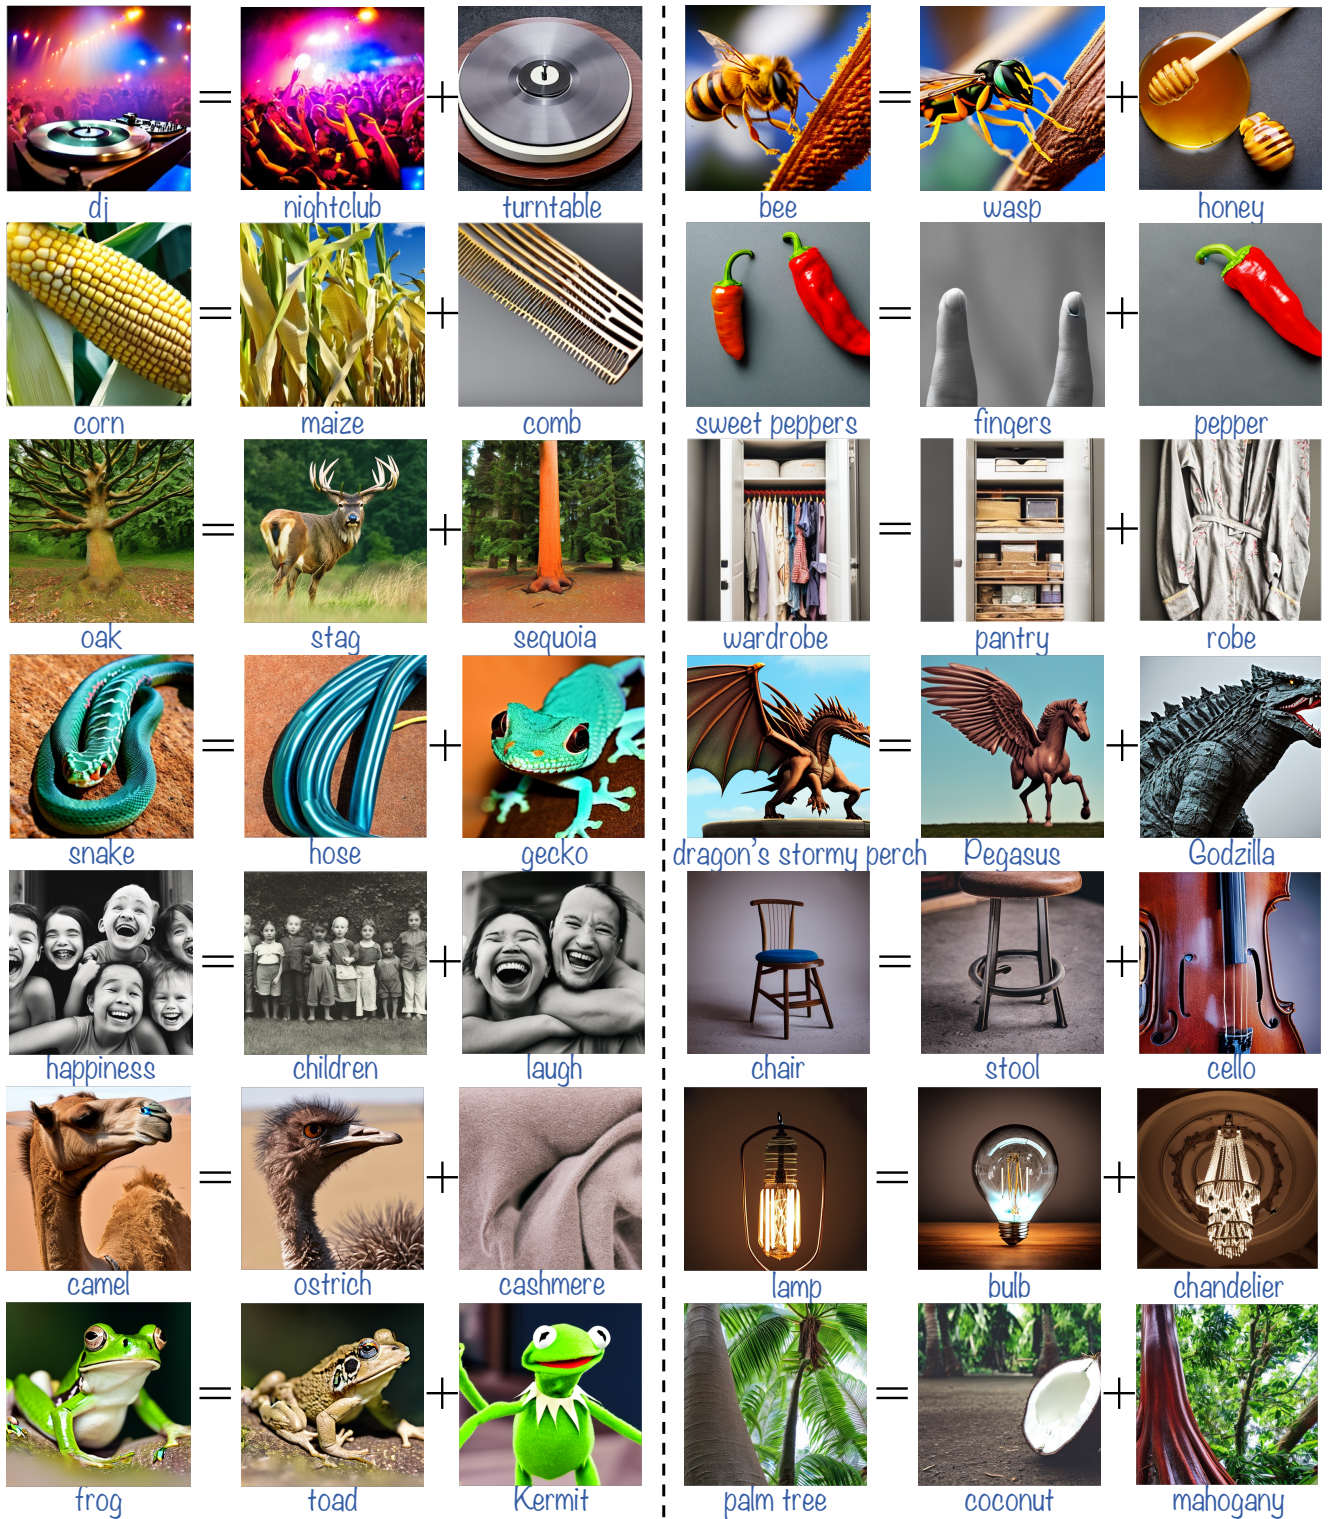 dj = nightclub + turntable
bee = wasp + honey
corn = maize + comb
sweet peppers = fingers + pepper
oak = stag + sequoia
wardrobe = pantry + robe
snake = hose + gecko
dragon's stormy perch = Pegasus + Godzilla
happiness = children + laugh
chair = stool + cello
camel = ostrich + cashmere
lamp = bulb + chandelier
frog = toad + Kermit
palm tree = coconut + mahogany